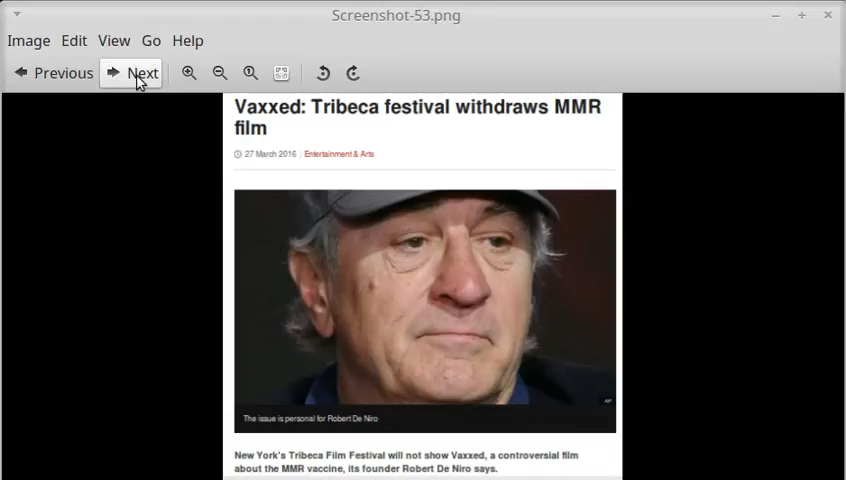 Screenshot-53.png
Image Edit View Go Help
Previous Next
Vaxxed: Tribeca festival withdraws MMR
film
27 March 2016 Entertainment & Arts
AP
The issue is personal for Robert De Niro
New York's Tribeca Film Festival will not show Vaxxed, a controversial film
about the MMR vaccine, its founder Robert De Niro says.